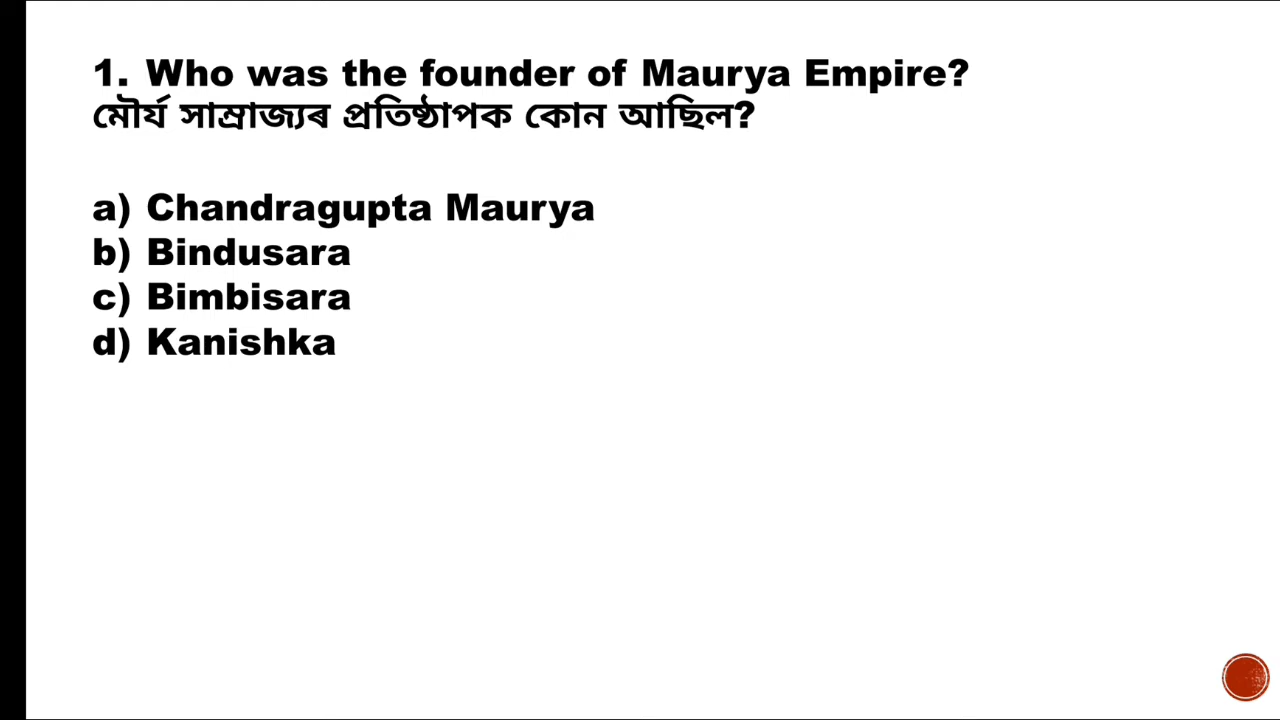 1. Who was the founder of Maurya Empire?
মৌৰ্য সাম্ৰাজ্যৰ প্ৰতিষ্ঠাপক কোন আছিল?
a) Chandragupta Maurya
b) Bindusara
c) Bimbisara
d) Kanishka